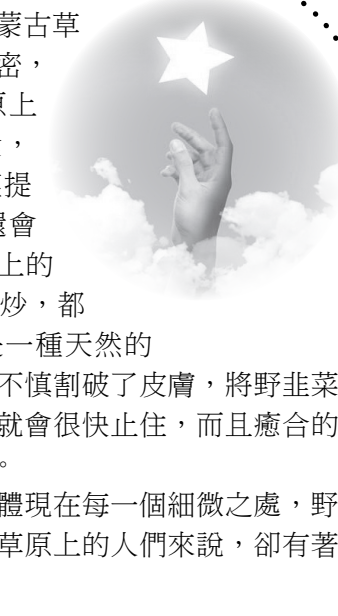 蒙古草
密，
原上
，
提
還會
上的
炒，都
一種天然的
不慎割破了皮膚，將野韭菜
就會很快止住，而且癒合的
。
體現在每一個細微之處，野
草原上的人們來說，卻有著